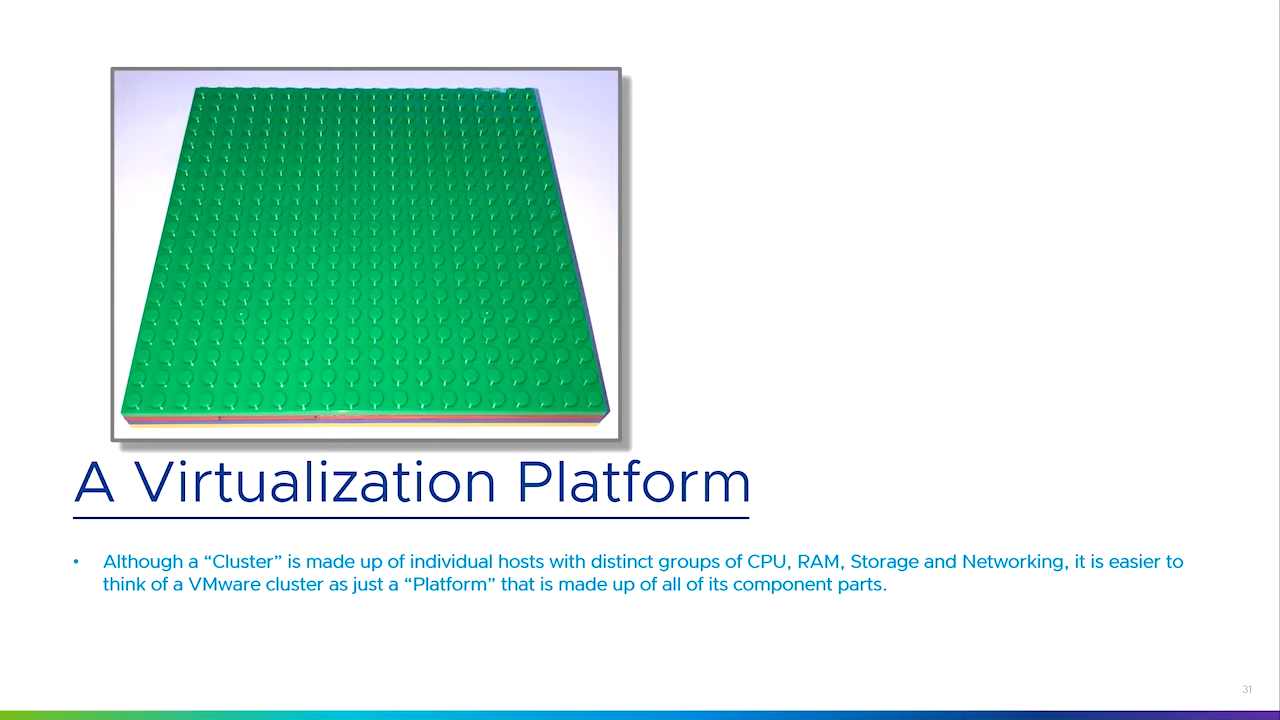 A Virtualization Platform
• Although a “Cluster” is made up of individual hosts with distinct groups of CPU, RAM, Storage and Networking, it is easier to
think of a VMware cluster as just a “Platform” that is made up of all of its component parts.
31